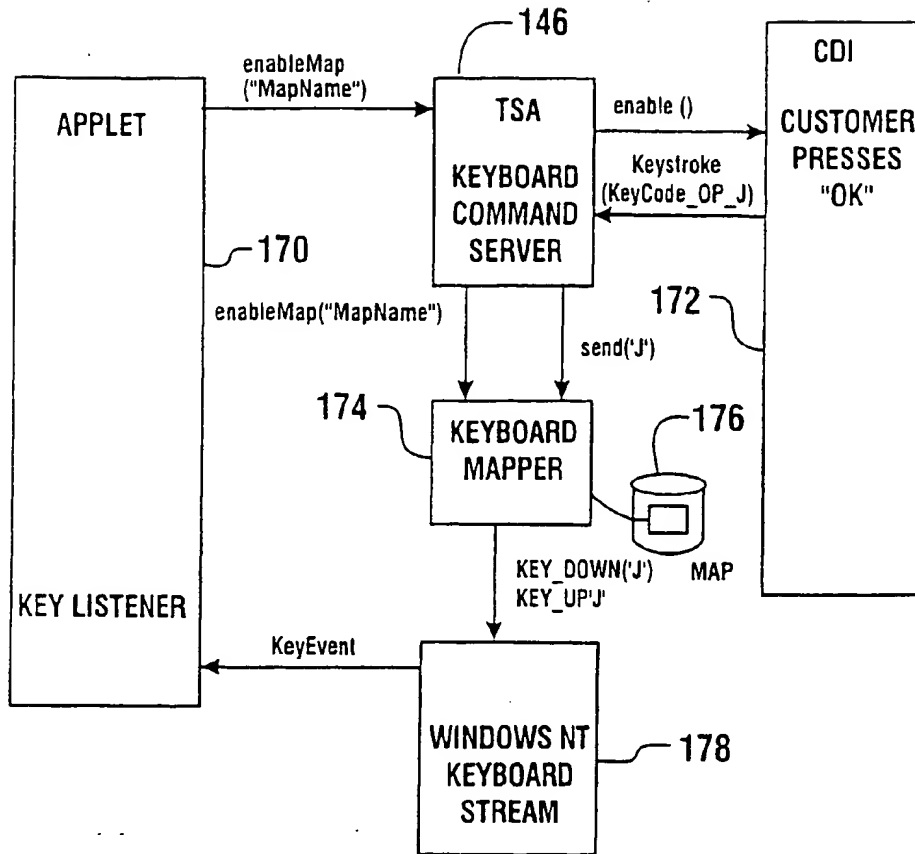 146
enableMap
("MapName")
APPLET
TSA
KEYBOARD
COMMAND
SERVER
enable ()
Keystroke
(KeyCode_OP_J)
CDI
CUSTOMER
PRESSES
"OK"
170
172
enableMap("MapName")
send('J')
174
KEYBOARD
MAPPER
176
MAP
KEY_DOWN('J')
KEY_UP'J'
KEY LISTENER
KeyEvent
WINDOWS NT
KEYBOARD
STREAM
178